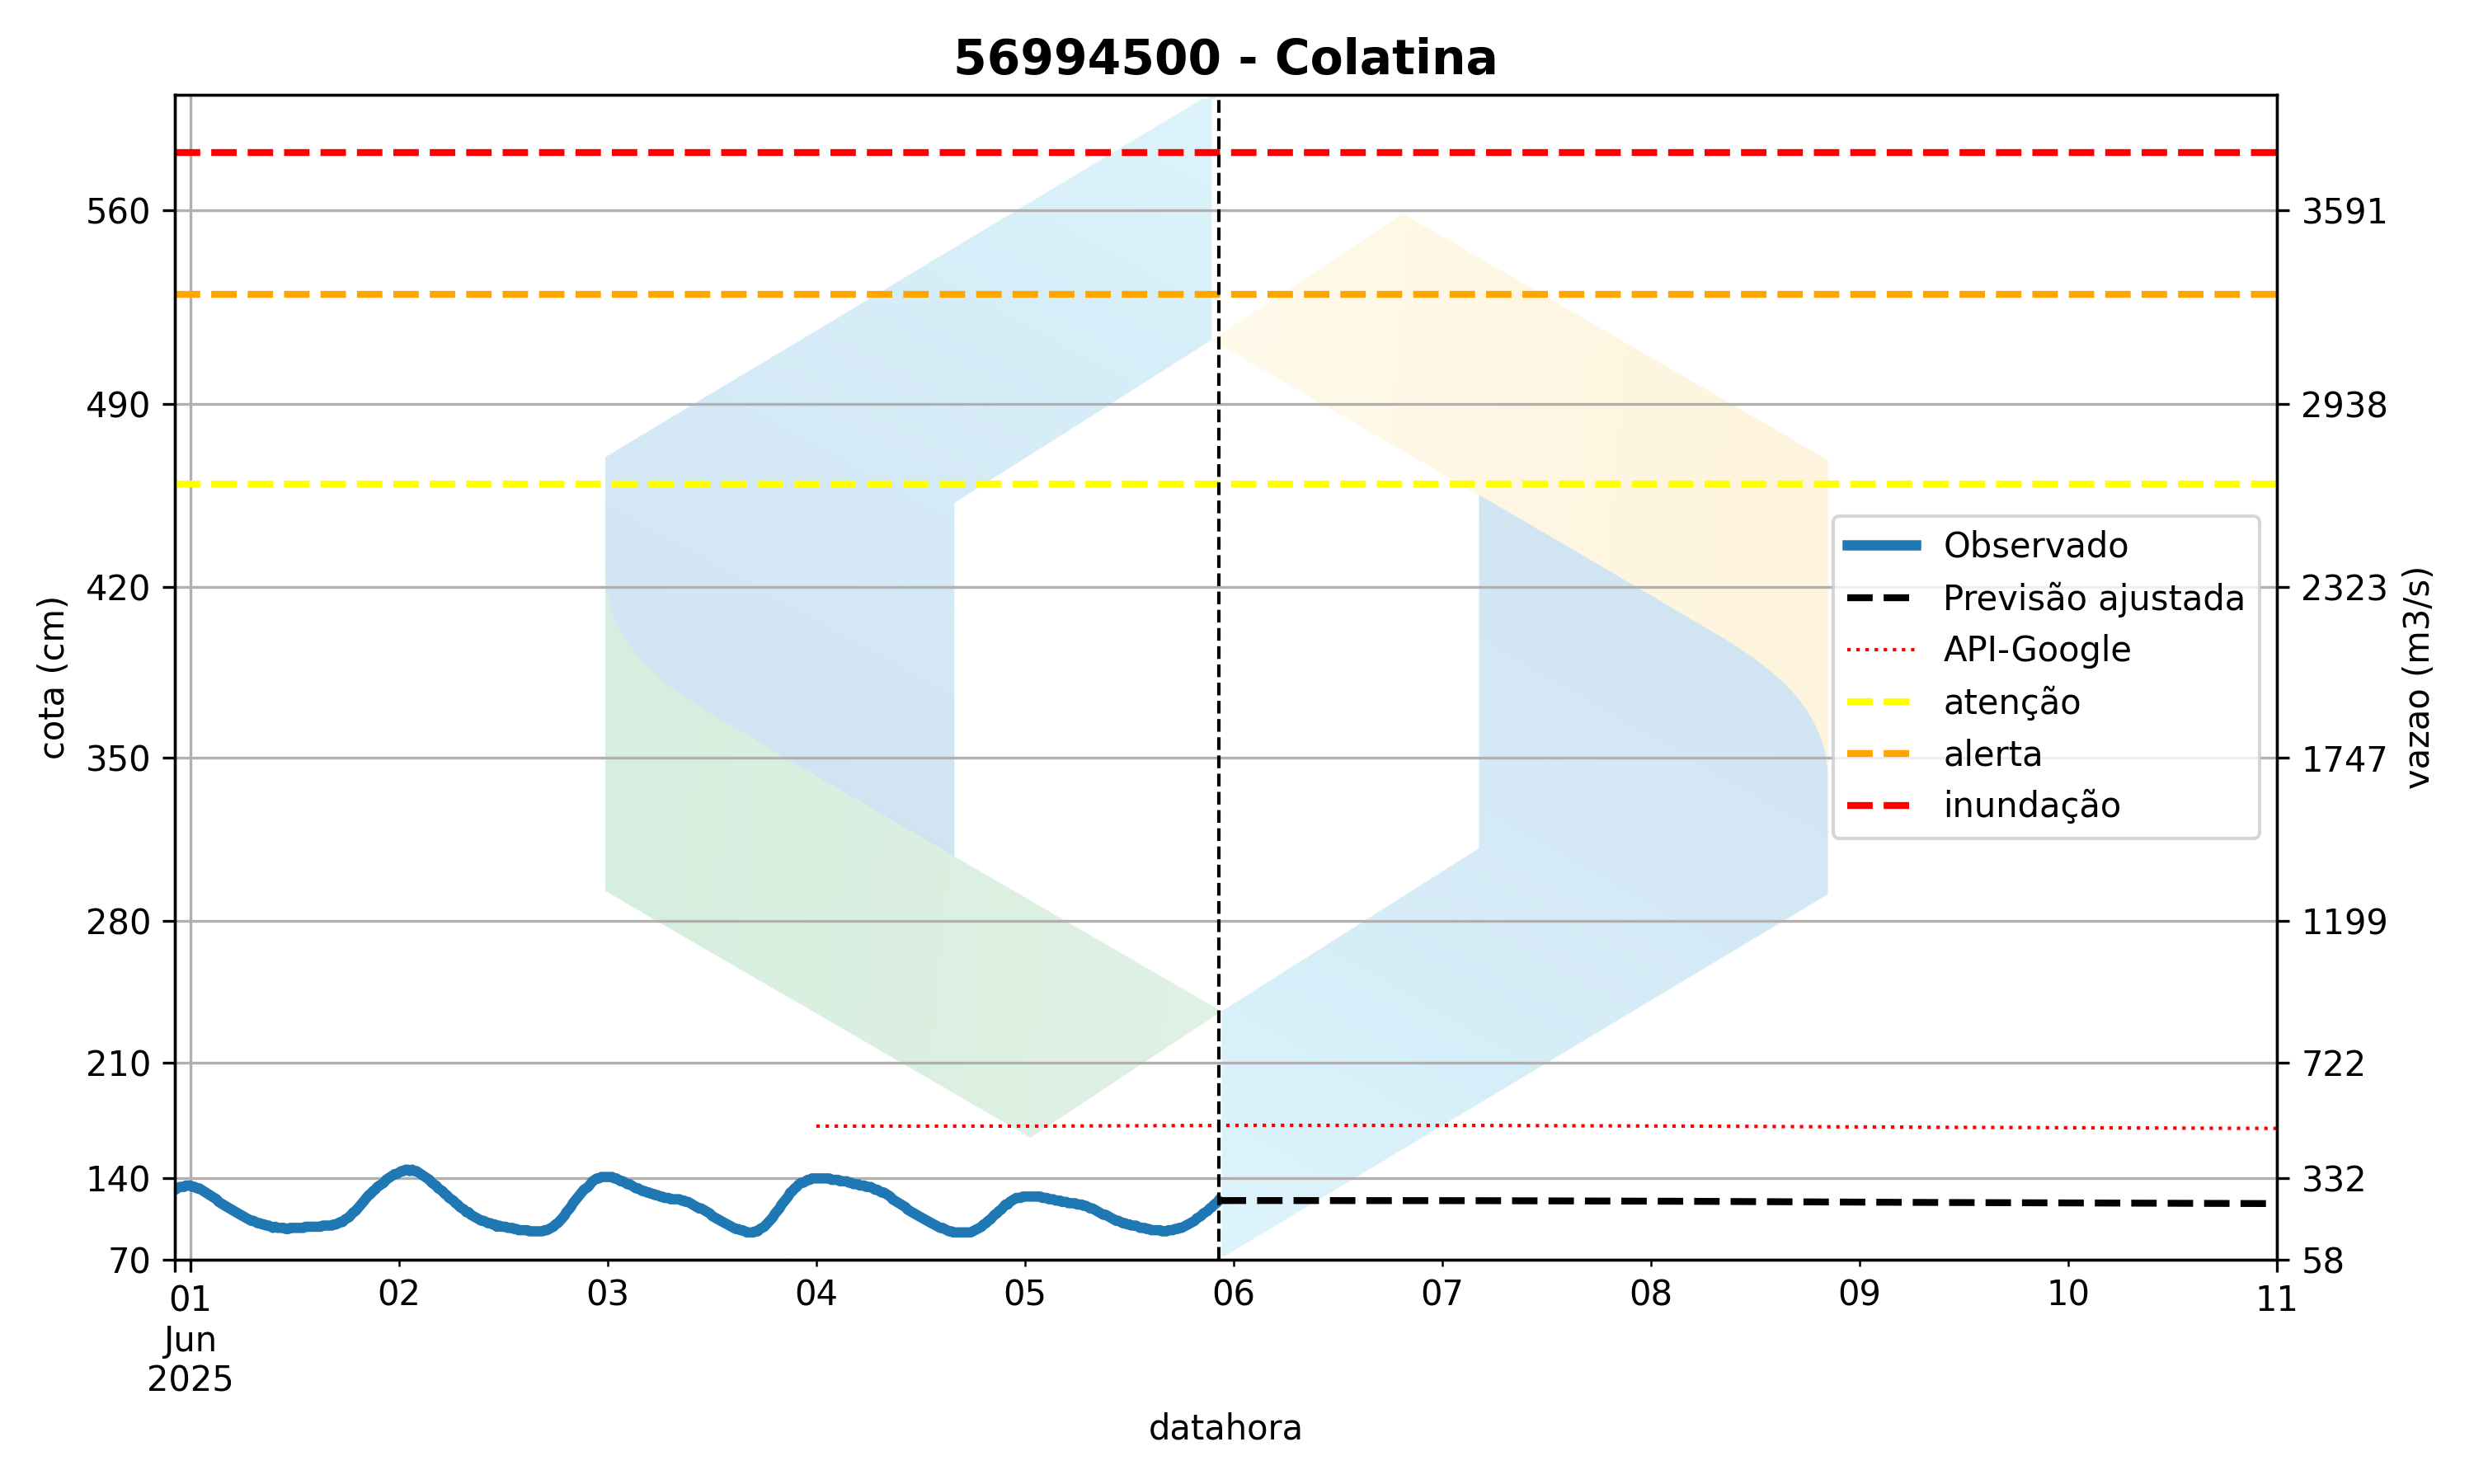 56994500 - Colatina
cota (cm)
560
490
420
350
280
210
140
70
3591
2938
2323
1747
1199
722
332
58
vazao (m3/s)
Observado
Previsão ajustada
API-Google
atenção
alerta
inundação
01
Jun
2025
02
03
04
05
06
07
08
09
10
11
datahora